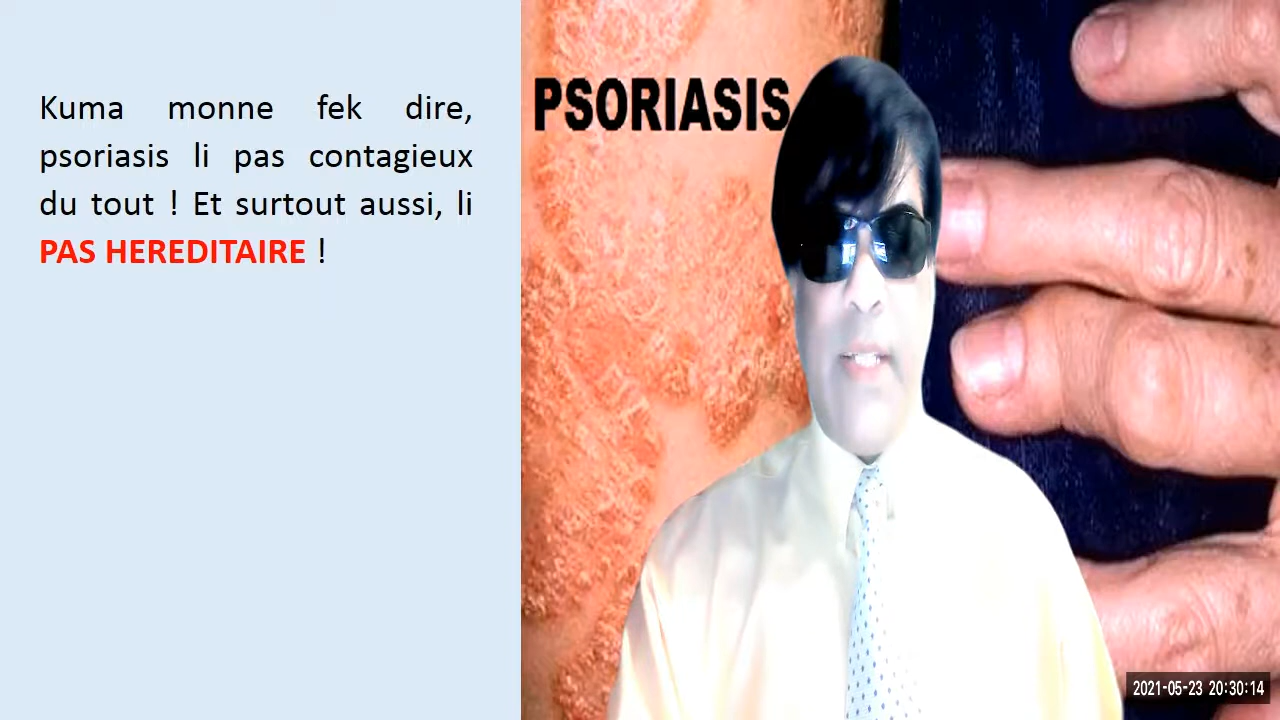 Kuma monne fek dire,
psoriasis li pas contagieux
du tout ! Et surtout aussi, li
PAS HEREDITAIRE !
PSORIASIS
2021-05-23 20:30:14